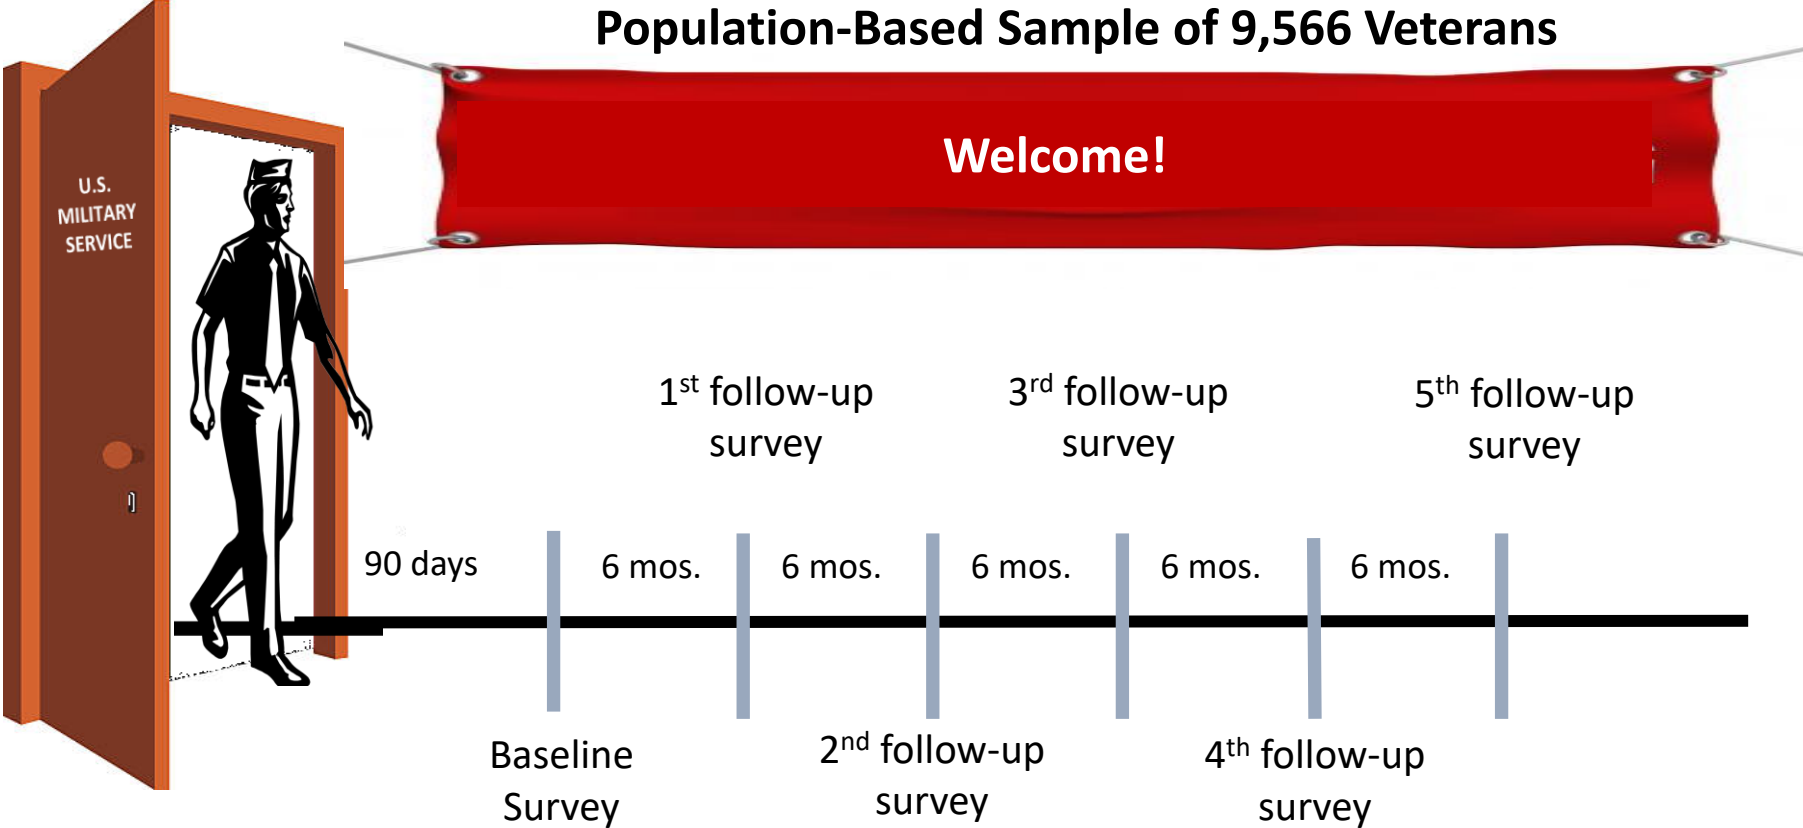 Population-Based Sample of 9,566 Veterans
Welcome!
U.S.
MILITARY
SERVICE
1st follow-up
survey
3rd follow-up
survey
5th follow-up
survey
90 days
6 mos.
6 mos.
6 mos.
6 mos.
6 mos.
Baseline
Survey
2nd follow-up
survey
4th follow-up
survey